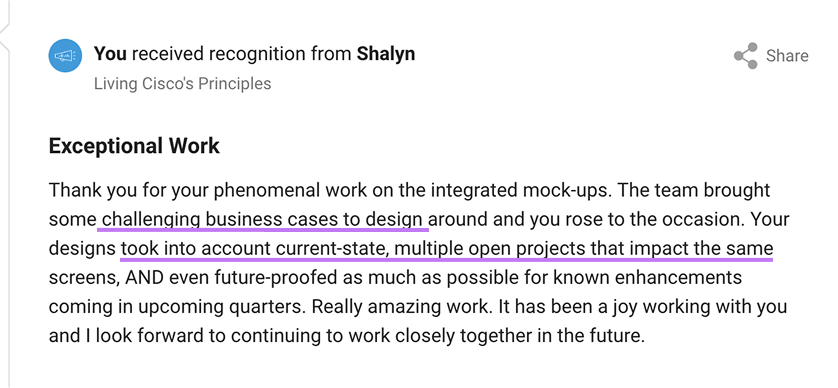 You received recognition from Shalyn
Share
Living Cisco's Principles
Exceptional Work
Thank you for your phenomenal work on the integrated mock-ups. The team brought
some challenging business cases to design around and you rose to the occasion. Your
designs took into account current-state, multiple open projects that impact the same
screens, AND even future-proofed as much as possible for known enhancements
coming in upcoming quarters. Really amazing work. It has been a joy working with you
and I look forward to continuing to work closely together in the future.